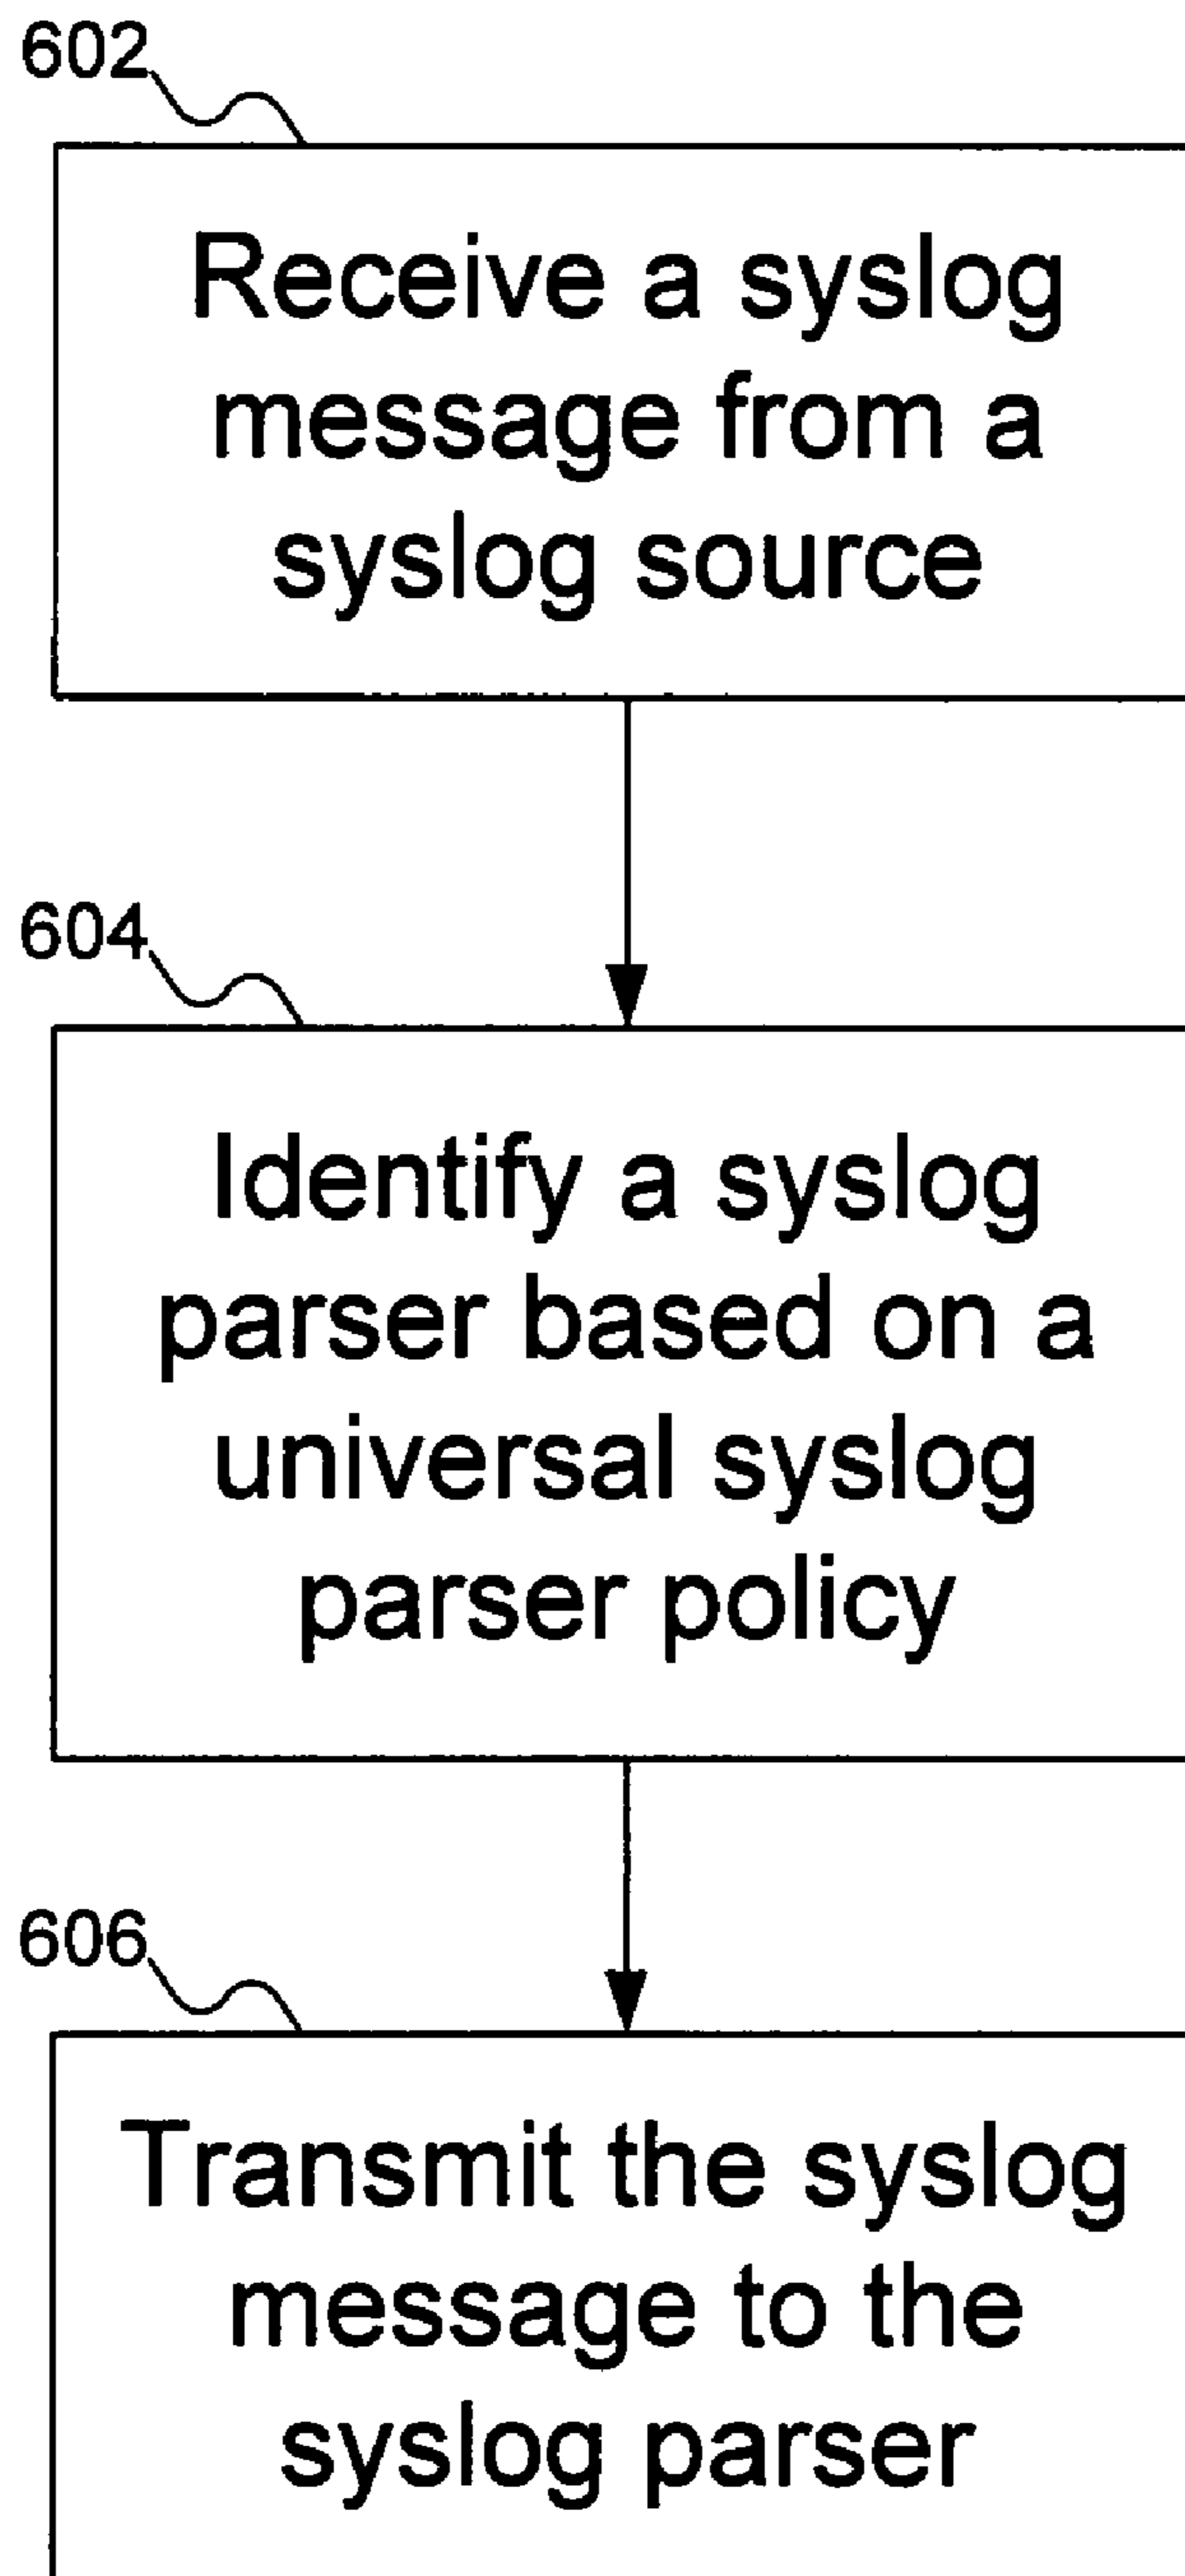 602
Receive a syslog
message from a
syslog source
604
Identify a syslog
parser based on a
universal syslog
parser policy
606
Transmit the syslog
message to the
syslog parser